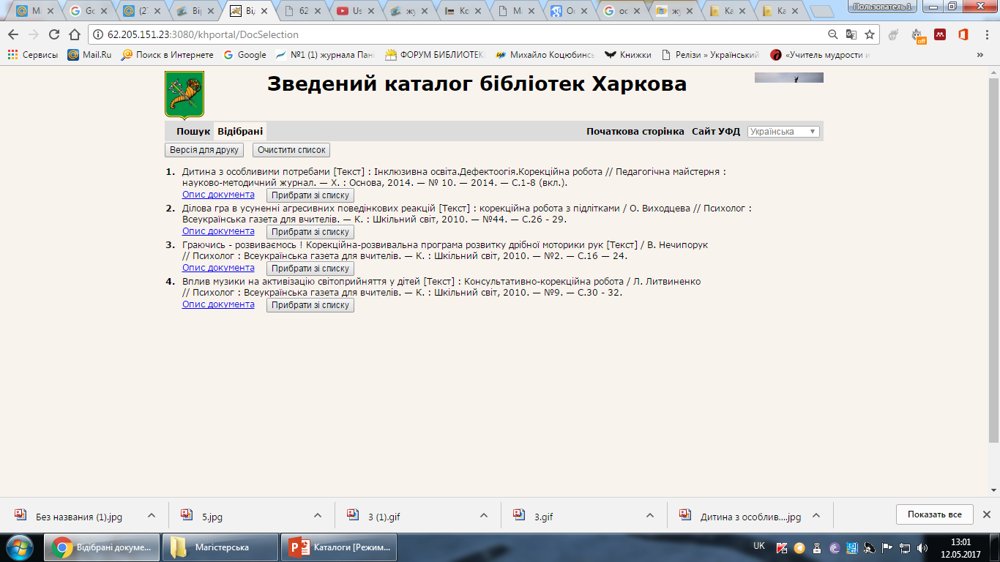 Пользователь 1
М
Go
(2
Ві
Ві
62
Us
жу
Ко
М
Оа
ос
жу
Ка
Ка
62.205.151.23:3080/khportal/DocSelection
off
Сервисы Mail.Ru Поиск в Интернете Google №1 (1) журнала Пан ФОРУМ БИБЛИОТЕК Михайло Коцюбинсь Книжки Релізи » Український «Учитель мудрости и »
Зведений каталог бібліотек Харкова
Пошук Відібрані Початкова сторінка Сайт УФД Українська
Версія для друку Очистити список
1. Дитина з особливими потребами [Текст] : Інклюзивна освіта.Дефектоогія.Корекційна робота // Педагогічна майстерня :
науково-методичний журнал. — Х. : Основа, 2014. — № 10. — 2014. — С.1-8 (вкл.).
Опис документа Прибрати зі списку
2. Ділова гра в усуненні агресивних поведінкових реакцій [Текст] : корекційна робота з підлітками / О. Виходцева // Психолог :
Всеукраїнська газета для вчителів. — К. : Шкільний світ, 2010. — №44. — С.26 - 29.
Опис документа Прибрати зі списку
3. Граючись - розвиваємось ! Корекційна-розвивальна програма розвитку дрібної моторики рук [Текст] / В. Нечипорук
// Психолог : Всеукраїнська газета для вчителів. — К. : Шкільний світ, 2010. — №2. — С.16 — 24.
Опис документа Прибрати зі списку
4. Вплив музики на активізацію світоприйняття у дітей [Текст] : Консультативно-корекційна робота / Л. Литвиненко
// Психолог : Всеукраїнська газета для вчителів. — К. : Шкільний світ, 2010. — №9. — С.30 - 32.
Опис документа Прибрати зі списку
Без названия (1).jpg 5.jpg 3 (1).gif 3.gif Дитина з особлив....jpg Показать все
Відібрані докуме... Магістерська Каталоги [Режим... UK 13:01
12.05.2017